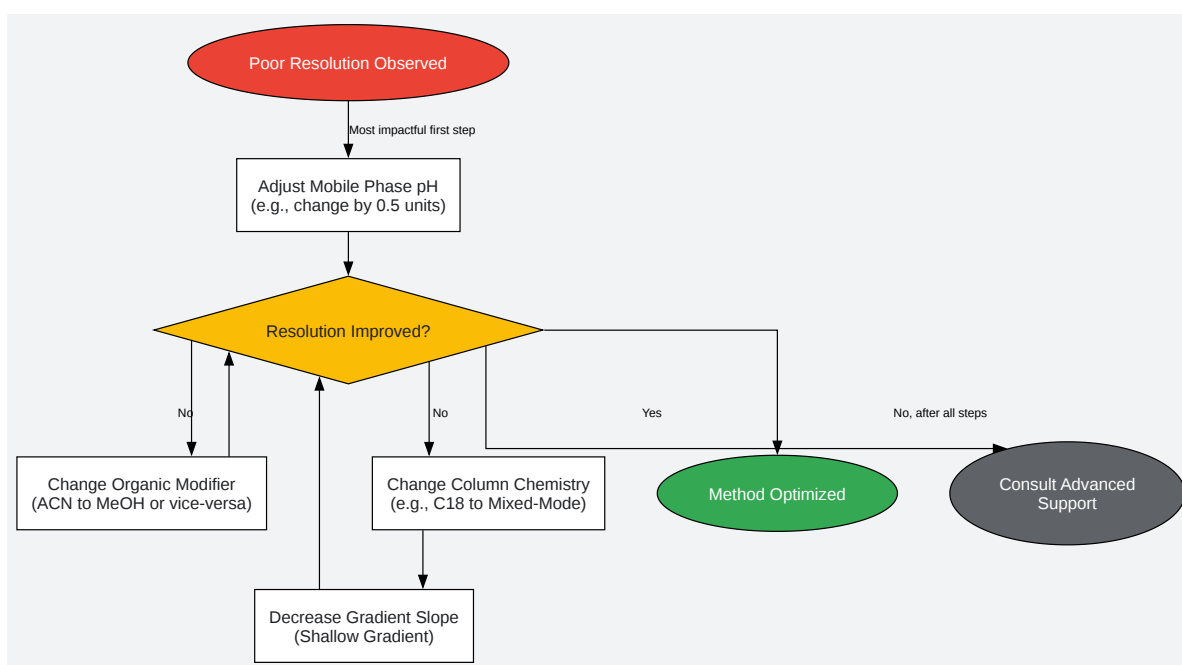 Poor Resolution Observed
Most impactful first step
Adjust Mobile Phase pH
(e.g., change by 0.5 units)
Resolution Improved?
No
No
Yes
No, after all steps
Change Organic Modifier
(ACN to MeOH or vice-versa)
Change Column Chemistry
(e.g., C18 to Mixed-Mode)
Method Optimized
Consult Advanced
Support
Decrease Gradient Slope
(Shallow Gradient)